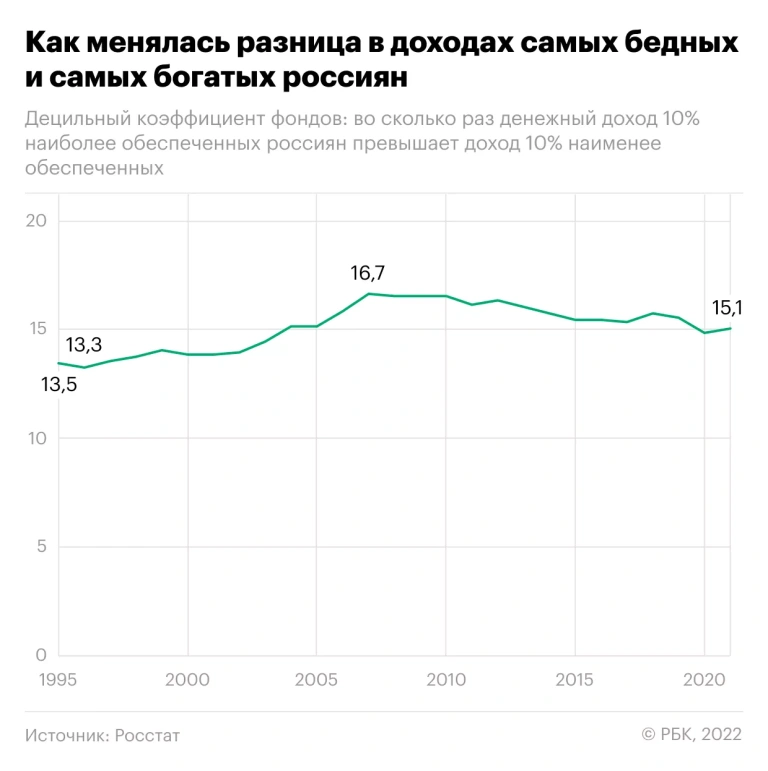 Как менялась разница в доходах самых бедных
и самых богатых россиян
Децильный коэффициент фондов: во сколько раз денежный доход 10%
наиболее обеспеченных россиян превышает доход 10% наименее
обеспеченных
20
16,7
15,1
15
13,3
13,5
10
5
0
1995 2000 2005 2010 2015 2020
Источник: Росстат © РБК, 2022